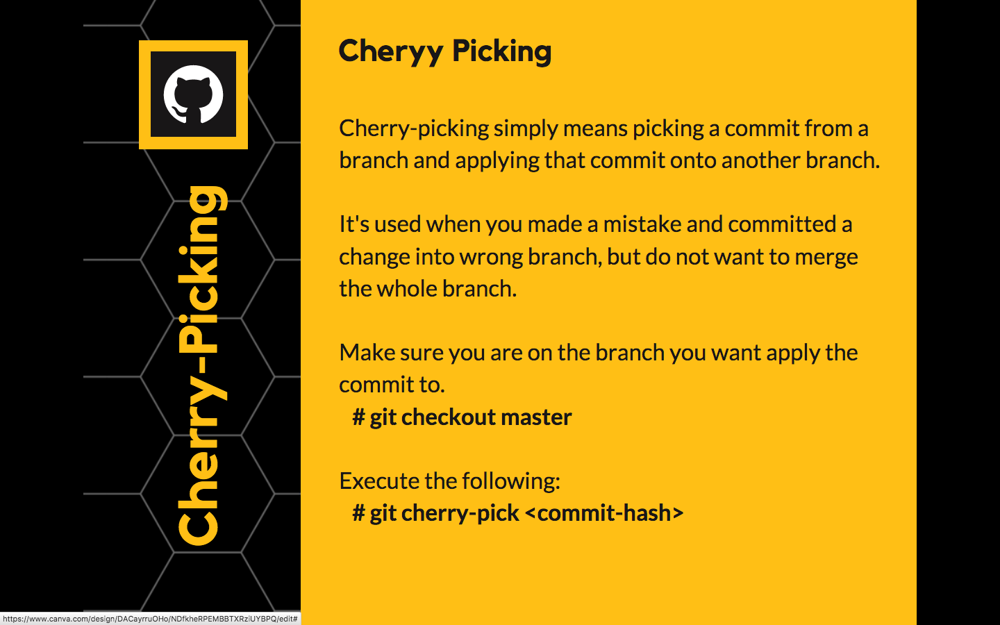 Cherry-Picking
Cheryy Picking
Cherry-picking simply means picking a commit from a
branch and applying that commit onto another branch.
It's used when you made a mistake and committed a
change into wrong branch, but do not want to merge
the whole branch.
Make sure you are on the branch you want apply the
commit to.
# git checkout master
Execute the following:
# git cherry-pick <commit-hash>
https://www.canva.com/design/DACayrruOHo/NDfkheRPEMBBTXRziUYBPQ/edit#